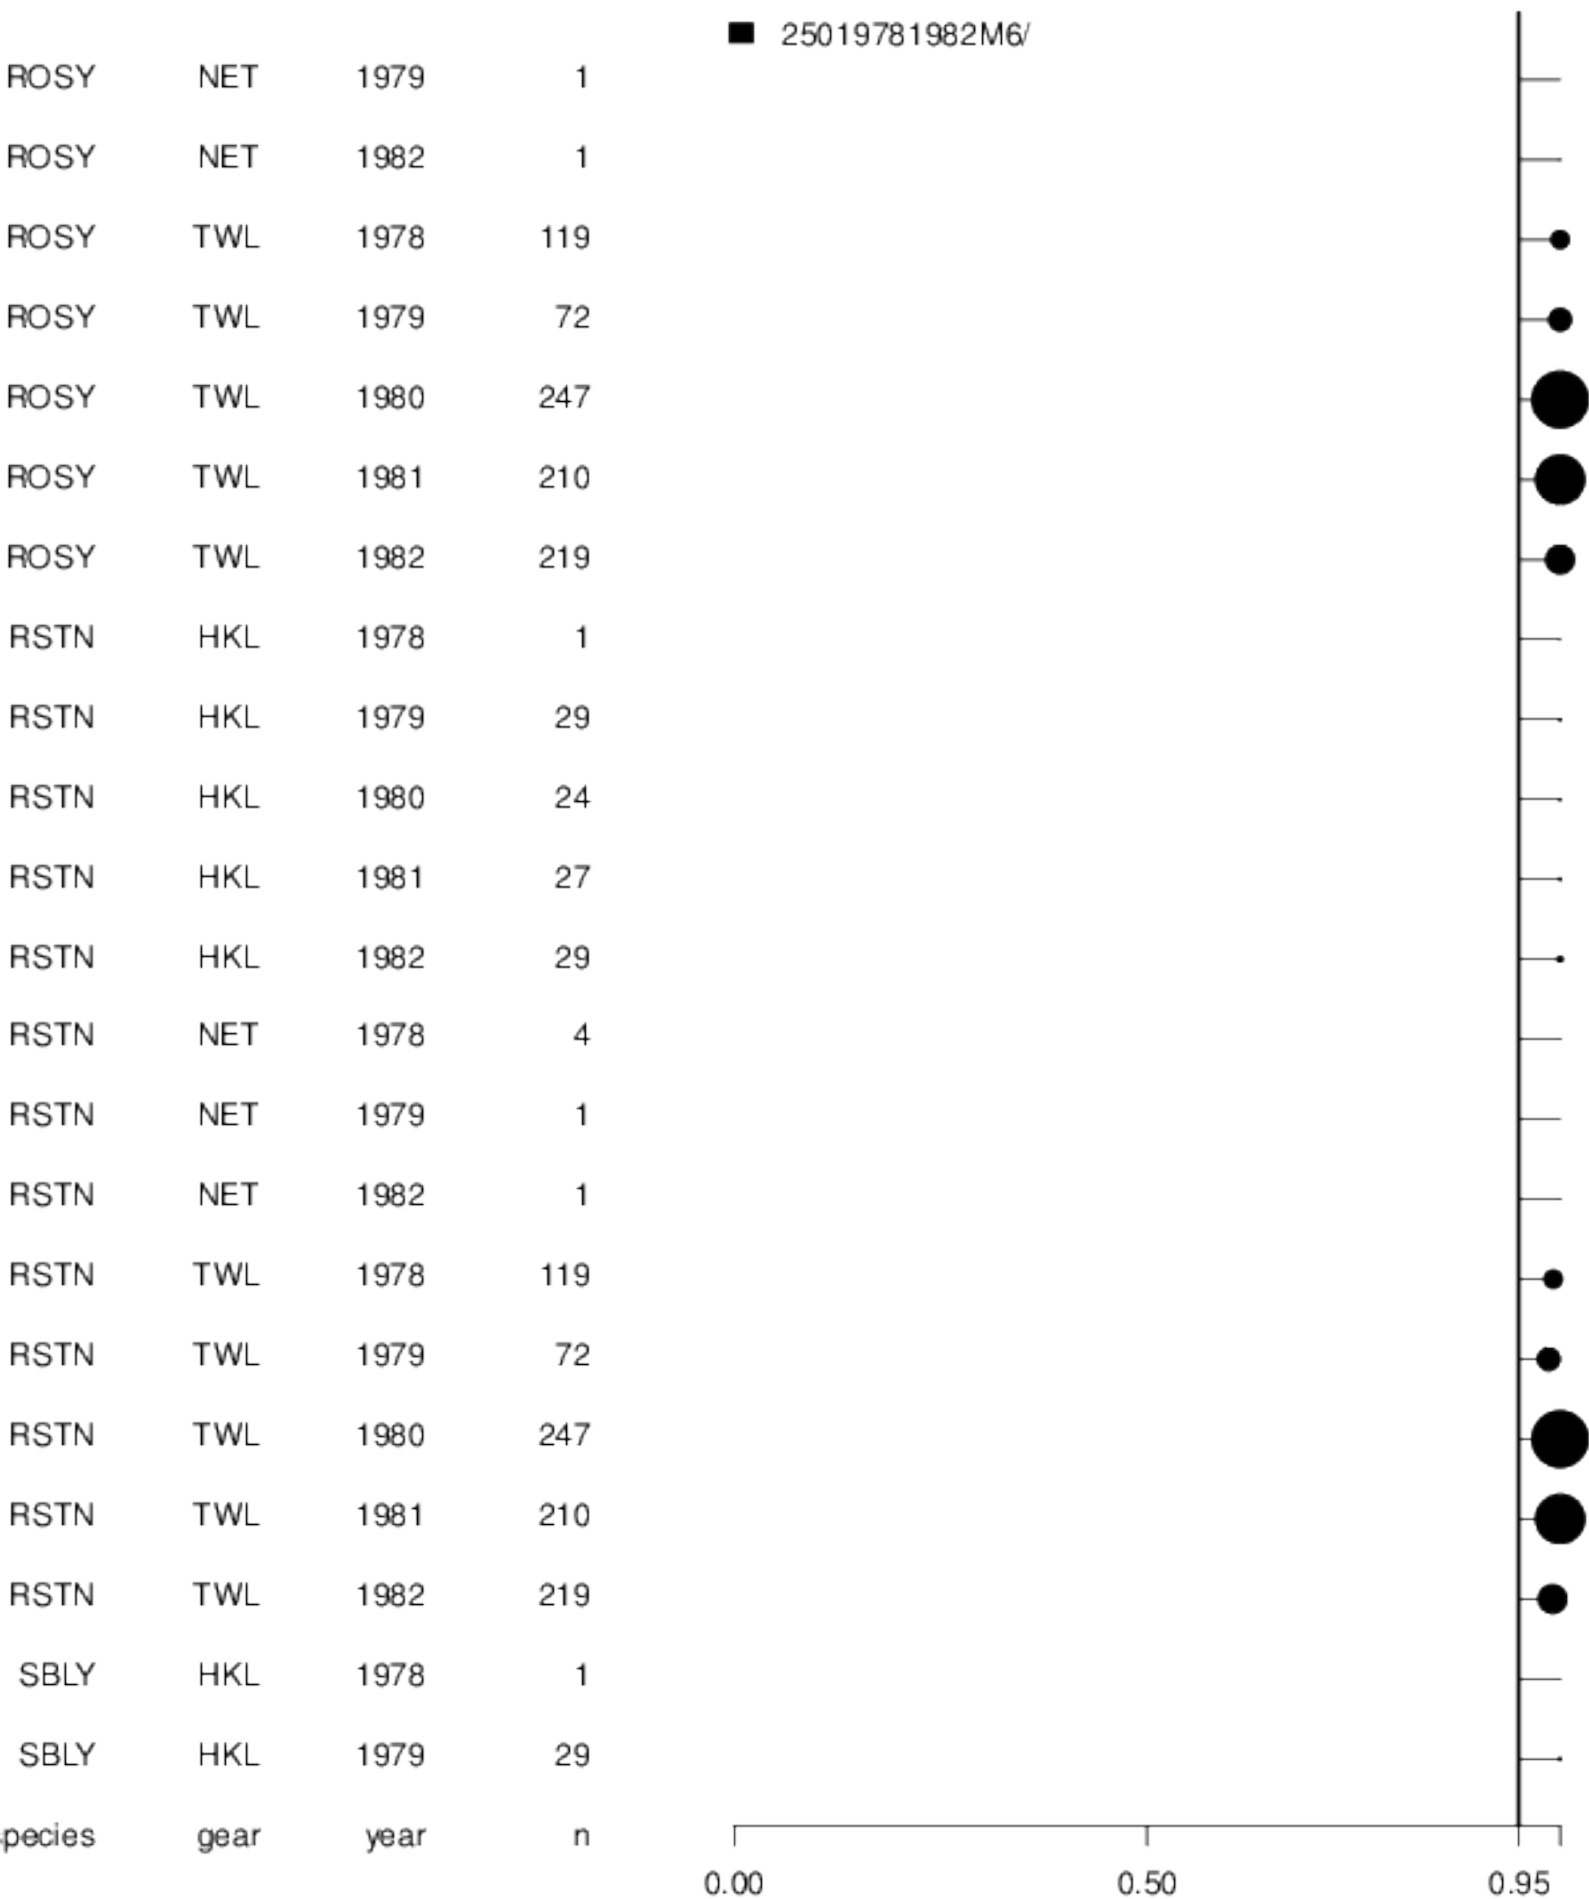 25019781982M6/
ROSY NET 1979 1
ROSY NET 1982 1
ROSY TWL 1978 119
ROSY TWL 1979 72
ROSY TWL 1980 247
ROSY TWL 1981 210
ROSY TWL 1982 219
RSTN HKL 1978 1
RSTN HKL 1979 29
RSTN HKL 1980 24
RSTN HKL 1981 27
RSTN HKL 1982 29
RSTN NET 1978 4
RSTN NET 1979 1
RSTN NET 1982 1
RSTN TWL 1978 119
RSTN TWL 1979 72
RSTN TWL 1980 247
RSTN TWL 1981 210
RSTN TWL 1982 219
SBLY HKL 1978 1
SBLY HKL 1979 29
pecies gear year n
0.00 0.50 0.95